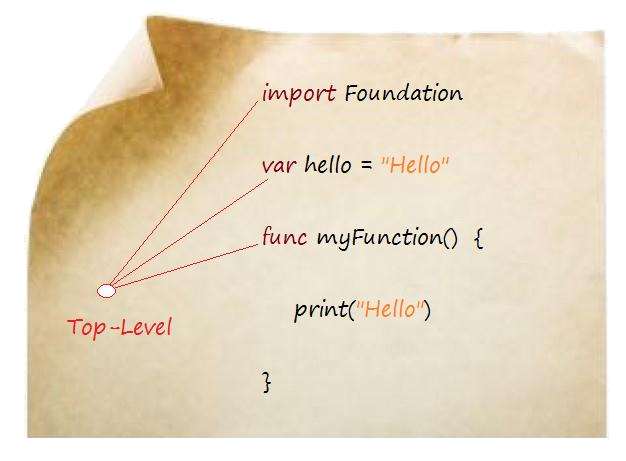 import Foundation
var hello = "Hello"
func myFunction() {
print("Hello")
Top-Level
}